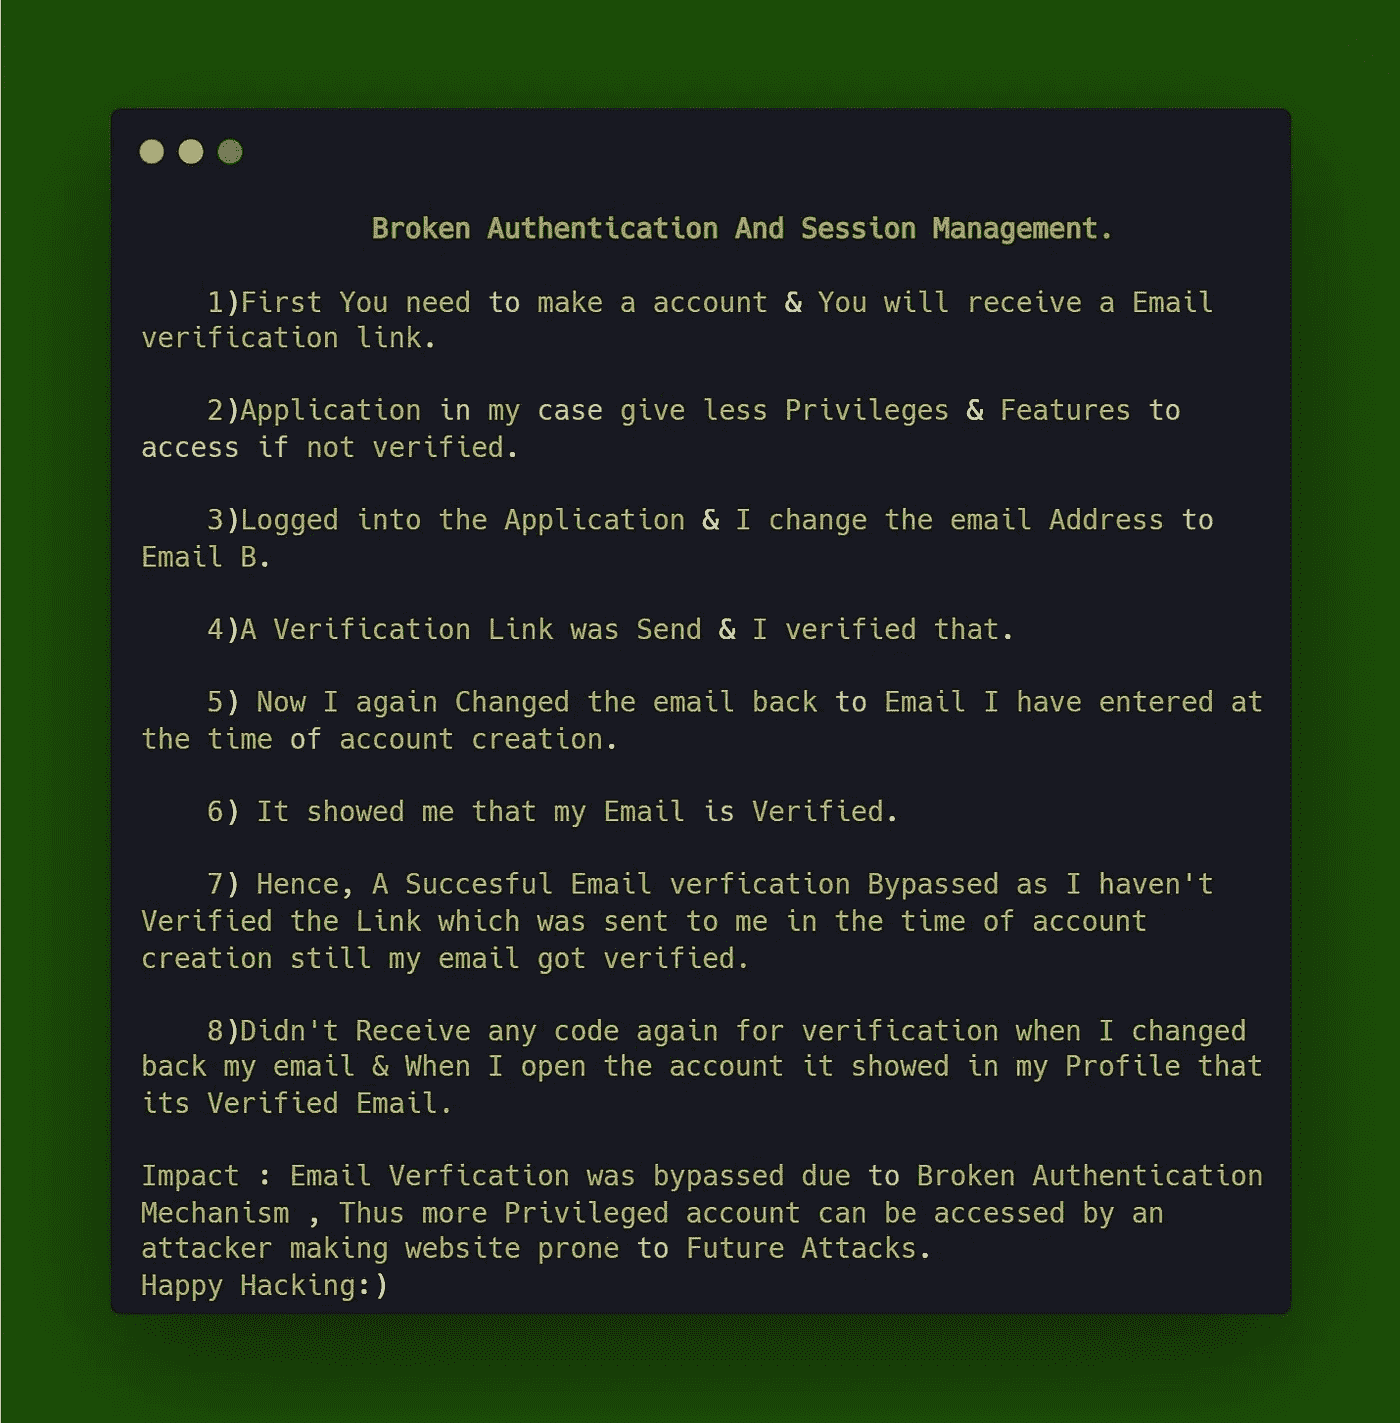 Broken Authentication And Session Management.
1)First You need to make a account & You will receive a Email
verification link.
2)Application in my case give less Privileges & Features to
access if not verified.
3)Logged into the Application & I change the email Address to
Email B.
4)A Verification Link was Send & I verified that.
5) Now I again Changed the email back to Email I have entered at
the time of account creation.
6) It showed me that my Email is Verified.
7) Hence, A Succesful Email verfication Bypassed as I haven't
Verified the Link which was sent to me in the time of account
creation still my email got verified.
8)Didn't Receive any code again for verification when I changed
back my email & When I open the account it showed in my Profile that
its Verified Email.
Impact : Email Verfication was bypassed due to Broken Authentication
Mechanism , Thus more Privileged account can be accessed by an
attacker making website prone to Future Attacks.
Happy Hacking:)